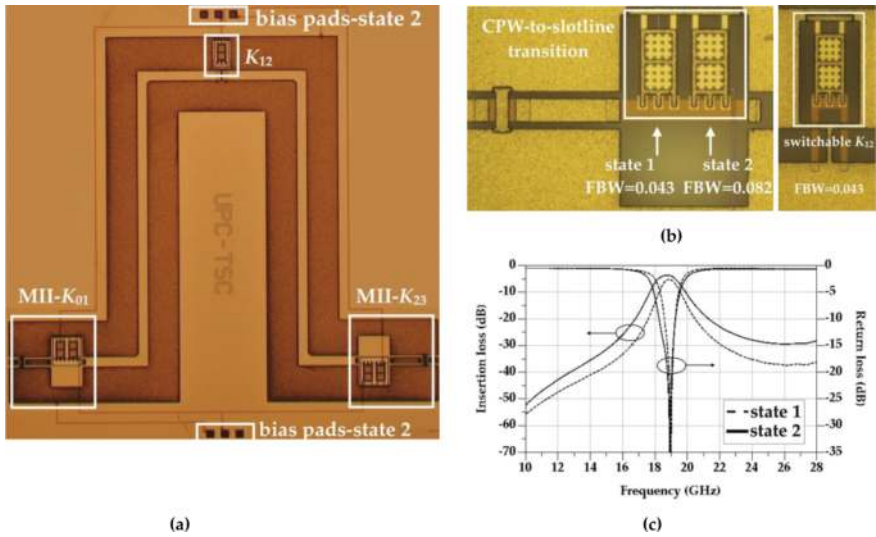 bias pads-state 2
K12
UPC-TSC
MII-K01
MII-K23
bias pads-state 2
(a)
CPW-to-slotline
transition
state 1
FBW=0.043
state 2
FBW=0.082
switchable K12
FBW=0.043
(b)
Insertion loss (dB)
0
-10
-20
-30
-40
-50
-60
-70
Return loss (dB)
0
-5
-10
-15
-20
-25
-30
-35
state 1
state 2
10 12 14 16 18 20 22 24 26 28
Frequency (GHz)
(c)